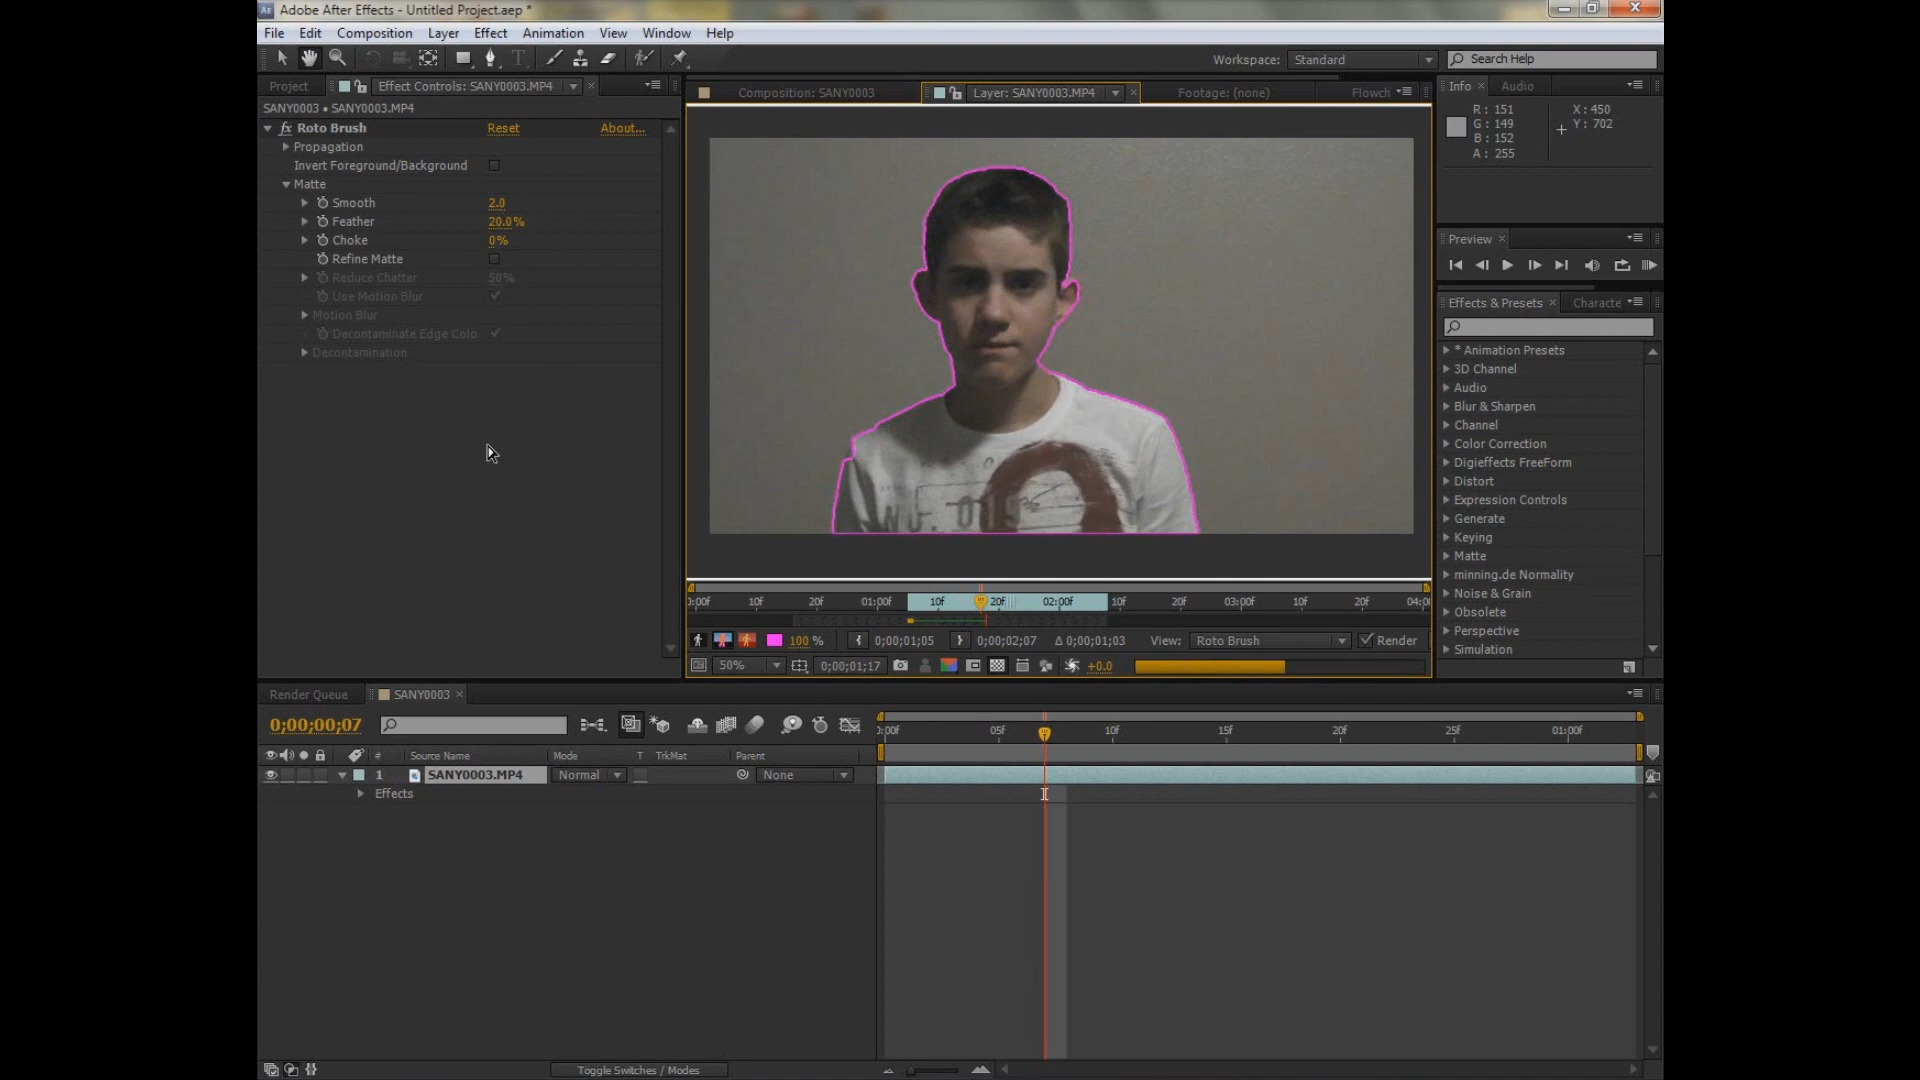 Adobe After Effects - Untitled Project.aep *
File Edit Composition Layer Effect Animation View Window Help
Workspace: Standard Search Help
Project Effect Controls: SANY0003.MP4
SANY0003 • SANY0003.MP4
fx Roto Brush Reset About...
Propagation
Invert Foreground/Background
Matte
Smooth 2.0
Feather 20.0%
Choke 0%
Refine Matte
Reduce Chatter 50%
Use Motion Blur
Motion Blur
Decontaminate Edge Colo
Decontamination
Composition: SANY0003 Layer: SANY0003.MP4 Footage: (none) Flowch
NO. 019
0:00f 10f 20f 01:00f 10f 20f 02:00f 10f 20f 03:00f 10f 20f 04:0
100 % 0;00;01;05 0;00;02;07 Δ 0;00;01;03 View: Roto Brush Render
50% 0;00;01;17 +0.0
Info Audio
R: 151 X: 450
G: 149 Y: 702
B: 152
A: 255
Preview
Effects & Presets Characte
* Animation Presets
3D Channel
Audio
Blur & Sharpen
Channel
Color Correction
Digieffects FreeForm
Distort
Expression Controls
Generate
Keying
Matte
minning.de Normality
Noise & Grain
Obsolete
Perspective
Simulation
Render Queue SANY0003
0;00;00;07
# Source Name Mode T TrkMat Parent
1 SANY0003.MP4 Normal None
Effects
:00f 05f 10f 15f 20f 25f 01:00f
Toggle Switches / Modes